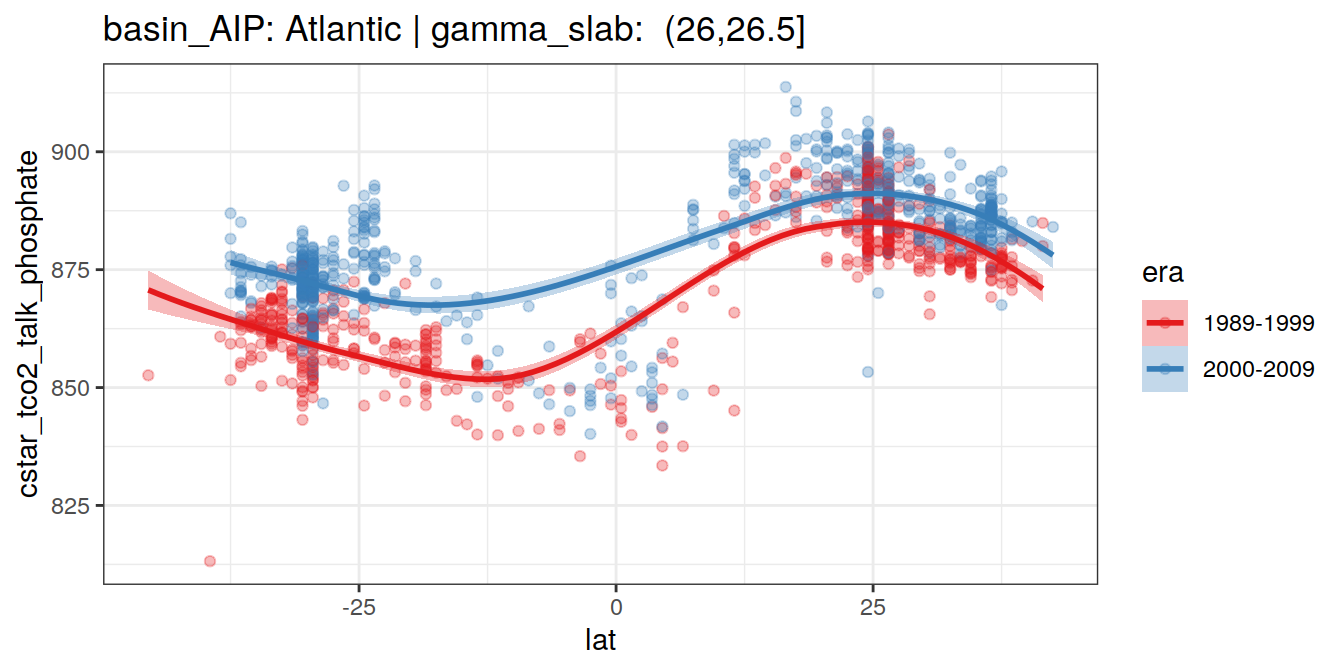 basin_AIP: Atlantic | gamma_slab:  (26,26.5]
cstar_tco2_talk_phosphate
900
875
850
825
-25
0
25
lat
era
1989-1999
2000-2009